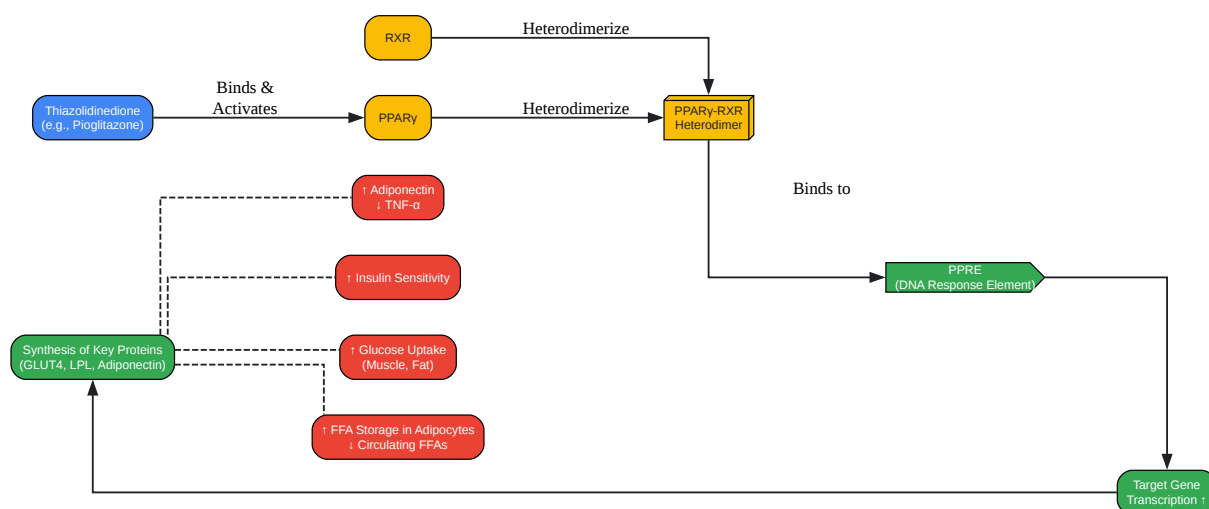 RXR
Heterodimerize
Binds &
Activates
Thiazolidinedione
(e.g., Pioglitazone)
PPARγ
Heterodimerize
PPARγ-RXR
Heterodimer
↑ Adiponectin
↓ TNF-α
Binds to
↑ Insulin Sensitivity
PPRE
(DNA Response Element)
Synthesis of Key Proteins
(GLUT4, LPL, Adiponectin)
↑ Glucose Uptake
(Muscle, Fat)
↑ FFA Storage in Adipocytes
↓ Circulating FFAs
Target Gene
Transcription ↑